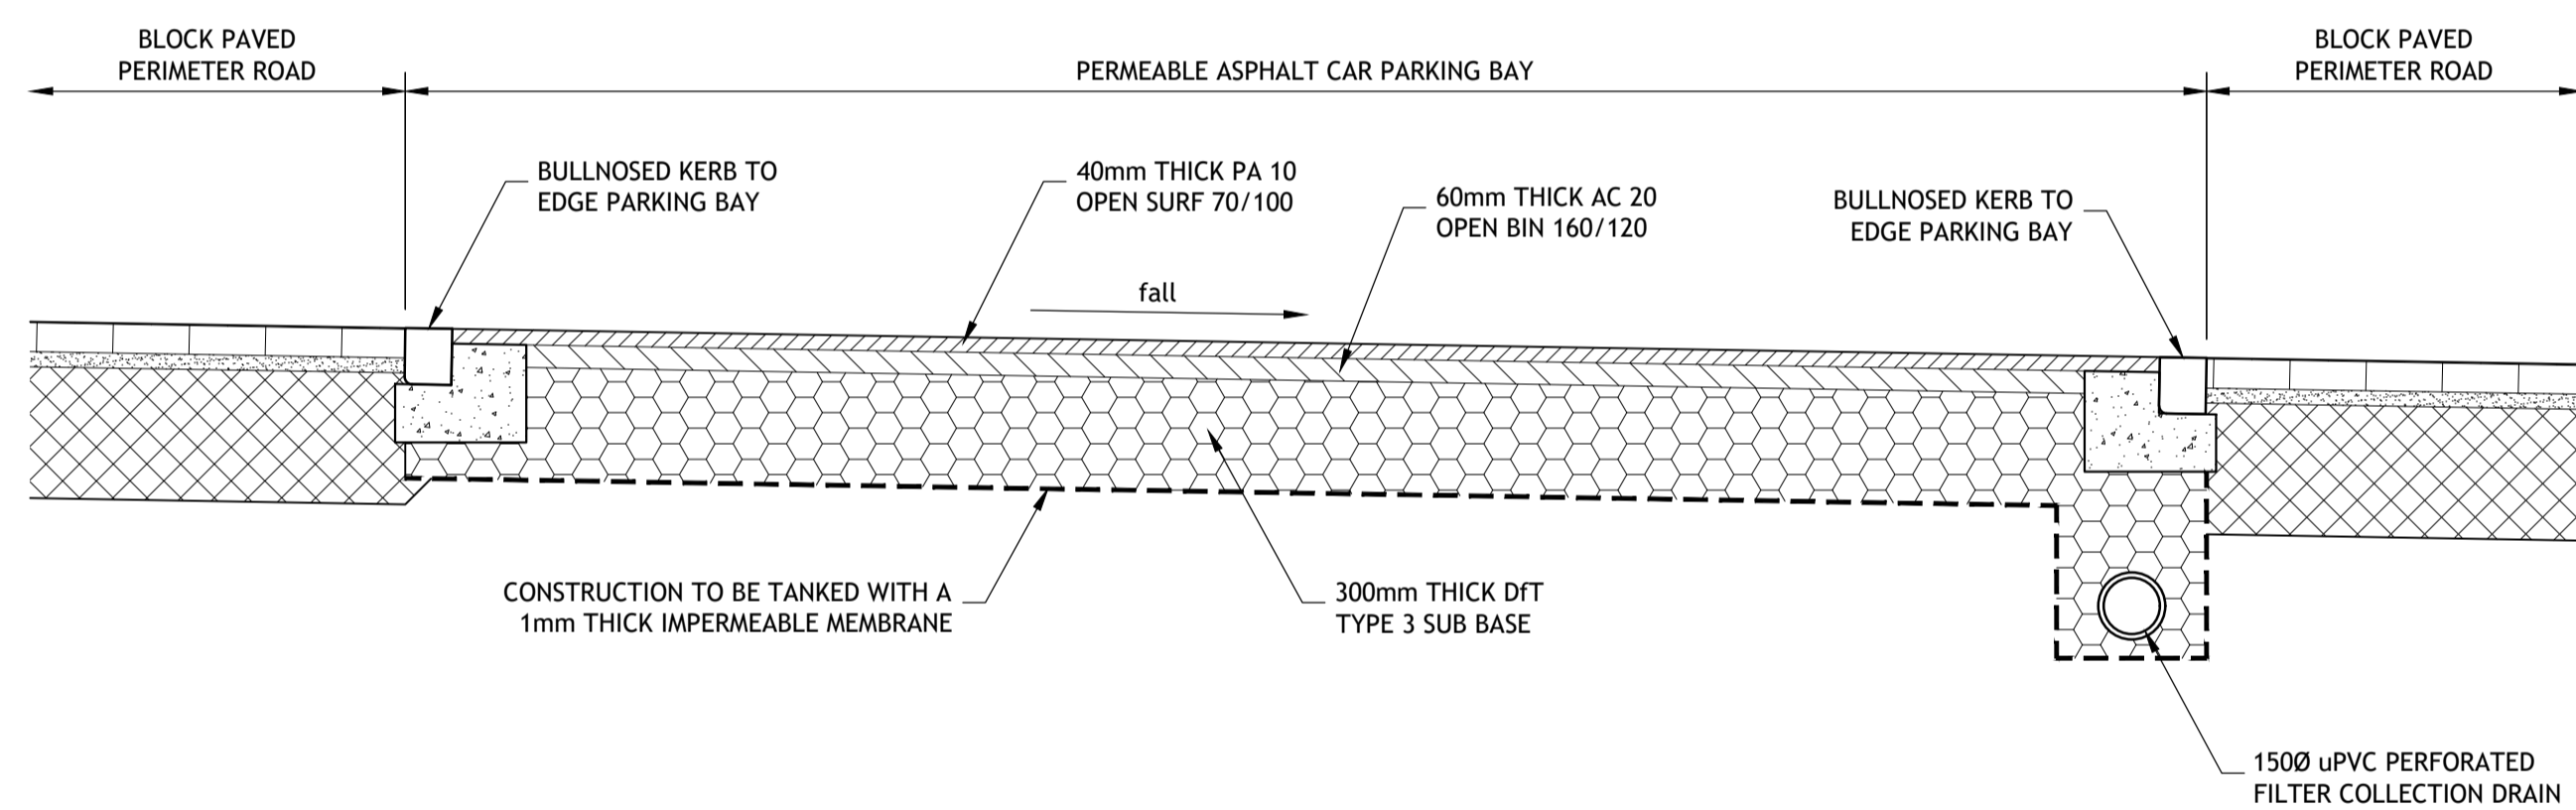 BLOCK PAVED
PERIMETER ROAD
PERMEABLE ASPHALT CAR PARKING BAY
BLOCK PAVED
PERIMETER ROAD
BULLNOSED KERB TO
EDGE PARKING BAY
40mm THICK PA 10
OPEN SURF 70/100
60mm THICK AC 20
OPEN BIN 160/120
BULLNOSED KERB TO
EDGE PARKING BAY
fall
CONSTRUCTION TO BE TANKED WITH A
1mm THICK IMPERMEABLE MEMBRANE
300mm THICK DfT
TYPE 3 SUB BASE
150Ø uPVC PERFORATED
FILTER COLLECTION DRAIN